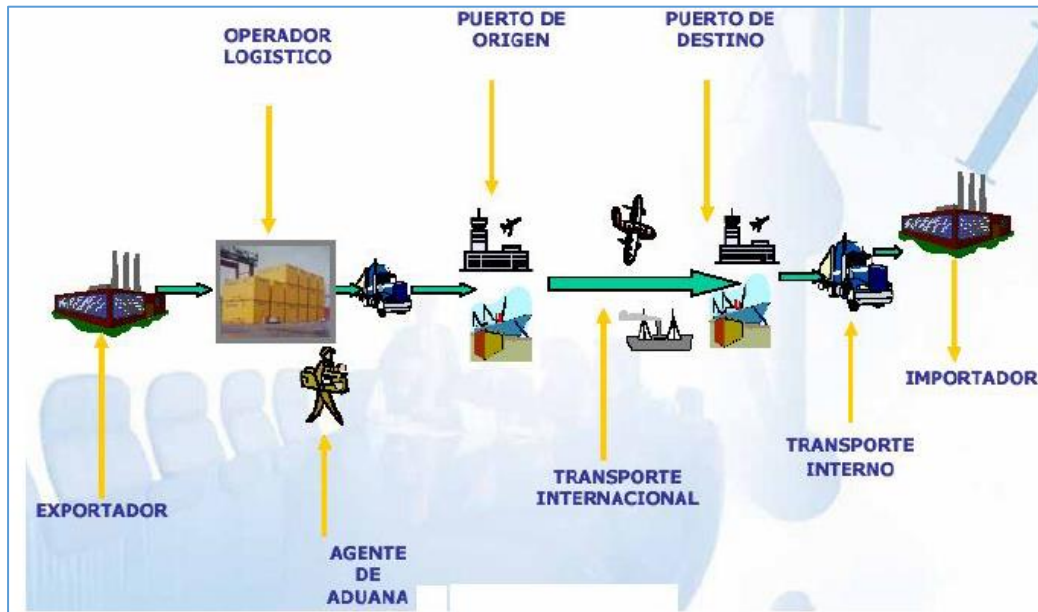 OPERADOR
LOGISTICO
PUERTO DE
ORIGEN
PUERTO DE
DESTINO
EXPORTADOR
AGENTE
DE
ADUANA
TRANSPORTE
INTERNACIONAL
TRANSPORTE
INTERNO
IMPORTADOR